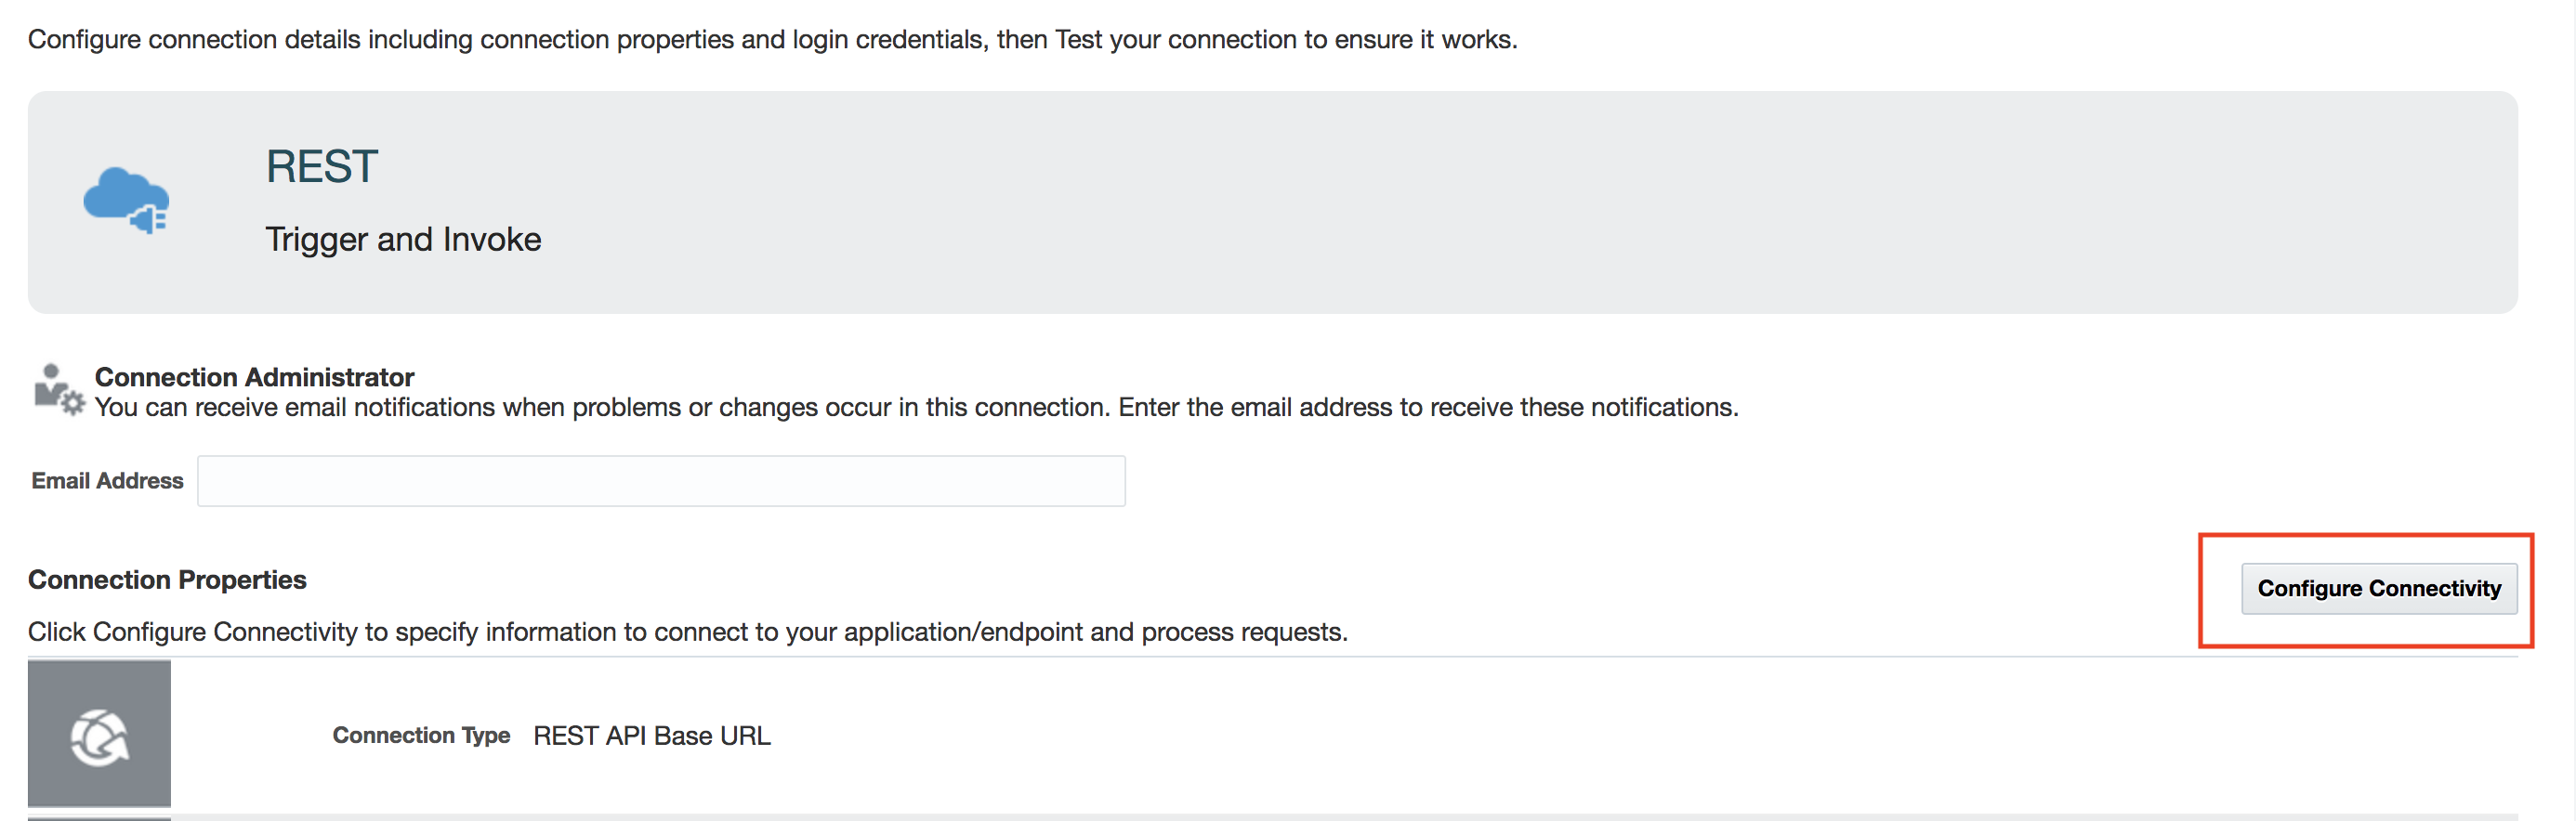 Configure connection details including connection properties and login credentials, then Test your connection to ensure it works.
REST
Trigger and Invoke
Connection Administrator
You can receive email notifications when problems or changes occur in this connection. Enter the email address to receive these notifications.
Email Address
Connection Properties
Configure Connectivity
Click Configure Connectivity to specify information to connect to your application/endpoint and process requests.
Connection Type REST API Base URL